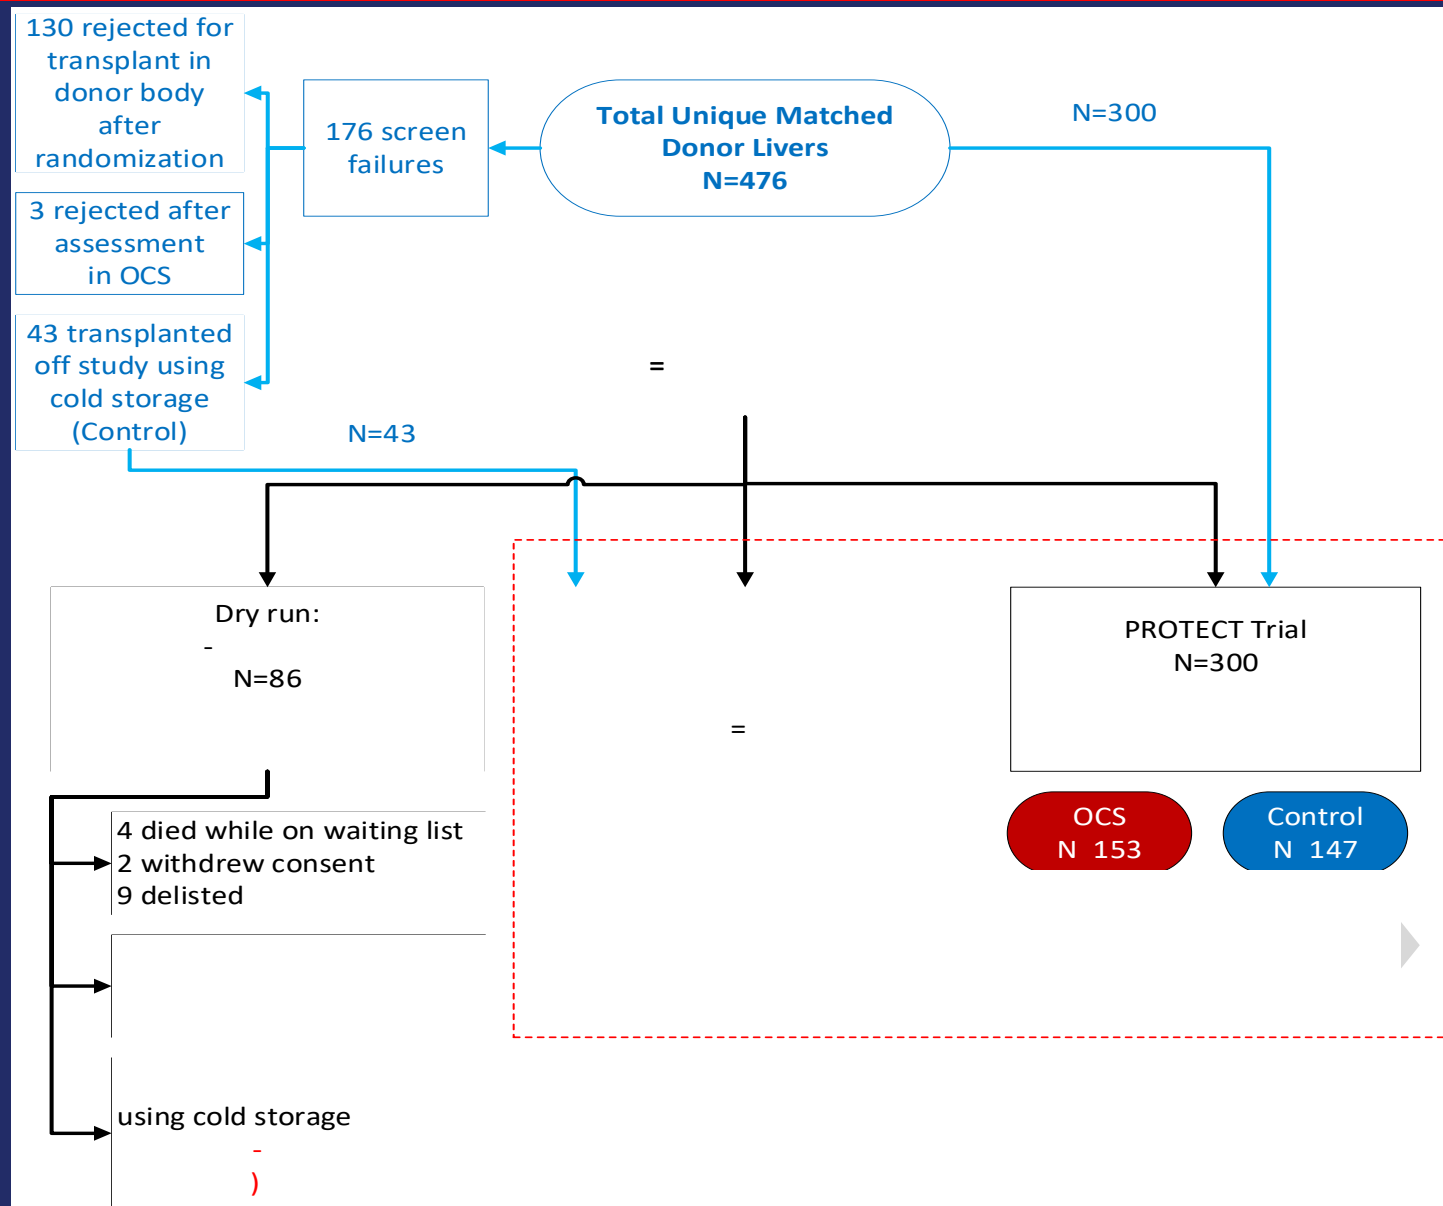 130 rejected for
transplant in
donor body
after
randomization
176 screen
failures
Total Unique Matched
Donor Livers
N=476
N=300
3 rejected after
assessment
in OCS
43 transplanted
off study using
cold storage
(Control)
N=43
=
Dry run:
-
N=86
=
PROTECT Trial
N=300
OCS
N 153
Control
N 147
4 died while on waiting list
2 withdrew consent
9 delisted
using cold storage
-
)